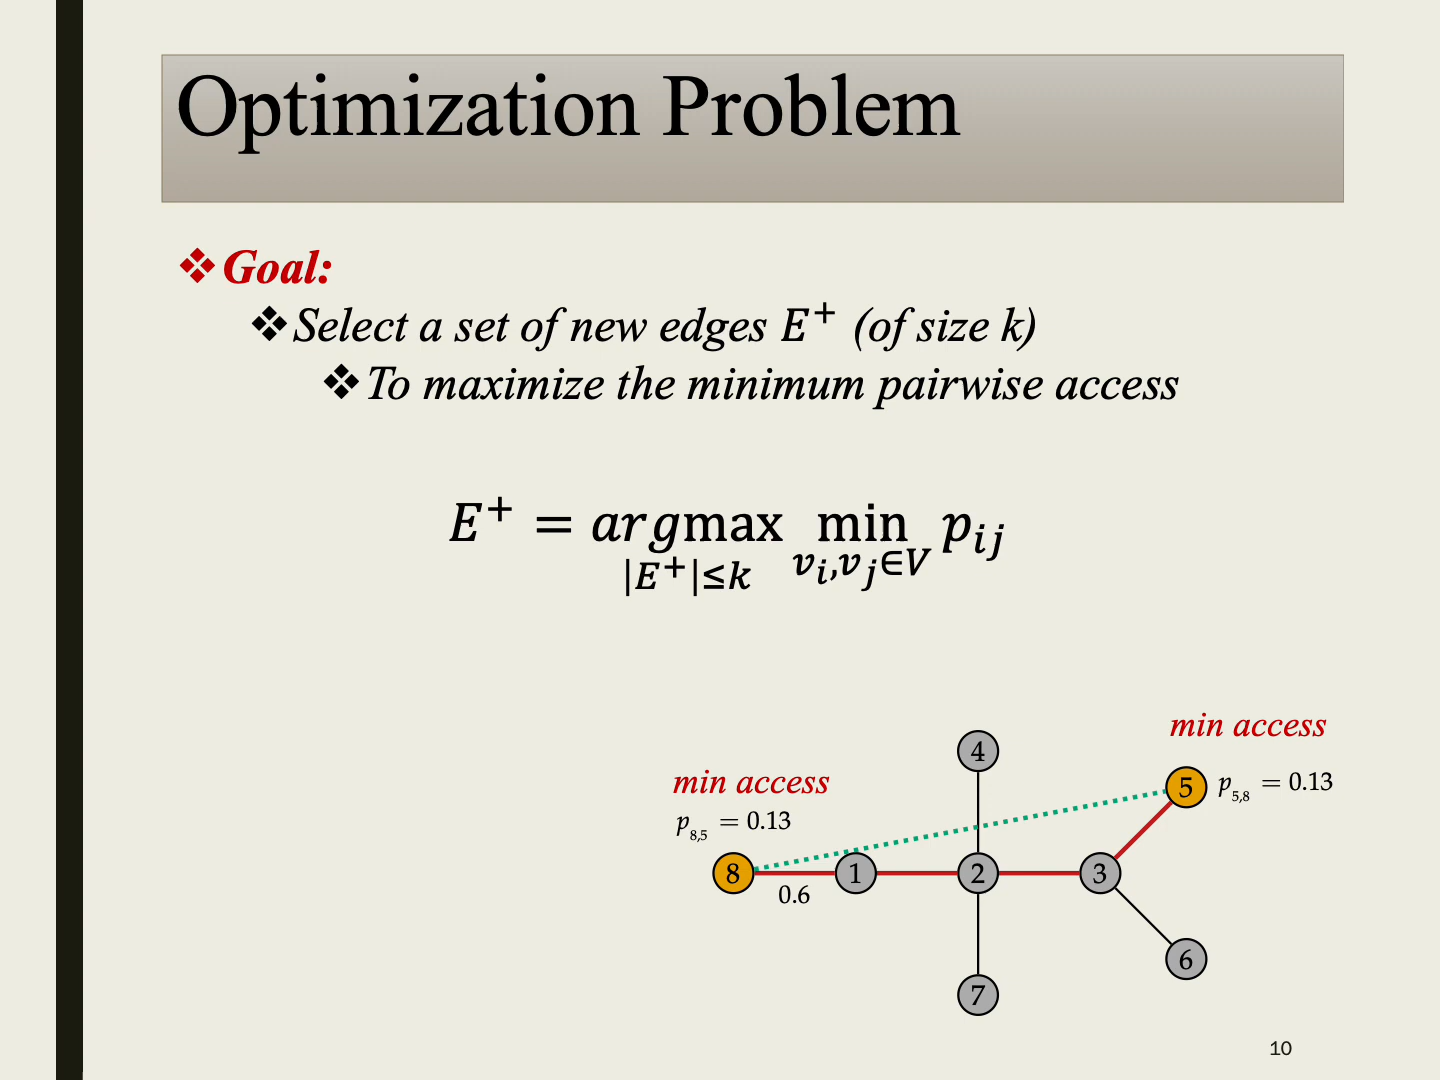 Optimization Problem
❖Goal:
❖Select a set of new edges E⁺ (of size k)
❖To maximize the minimum pairwise access
E⁺ = argmax min p_ij
|E⁺|≤k v_i,v_j∈V
min access
4
min access
5
p_5,8 = 0.13
p_8,5 = 0.13
8
1
2
3
0.6
6
7
10